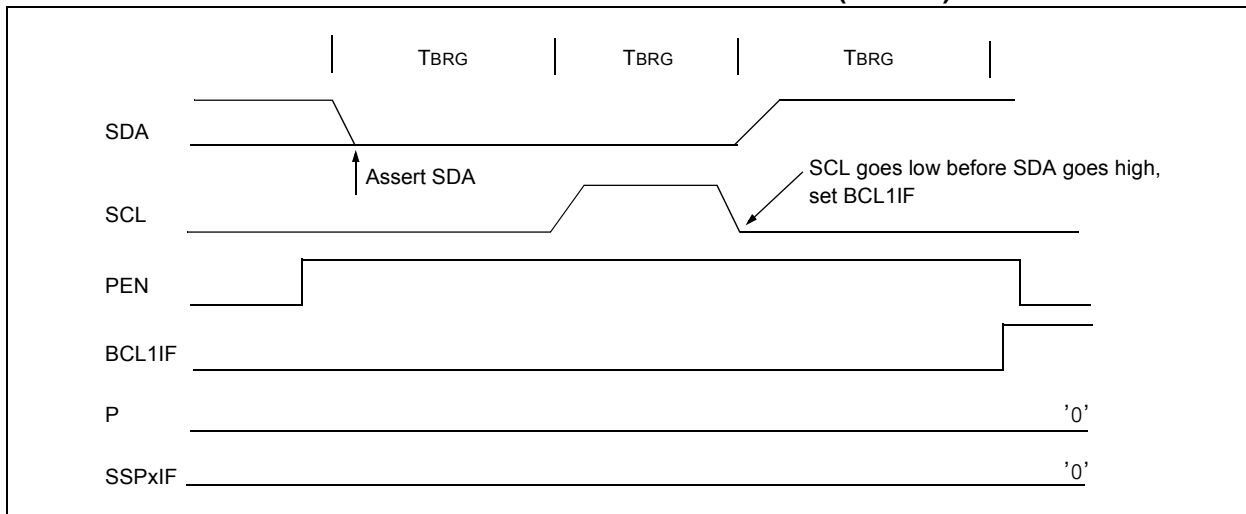 TBRG TBRG TBRG
SDA
Assert SDA
SCL goes low before SDA goes high,
set BCL1IF
SCL
PEN
BCL1IF
P '0'
SSPxIF '0'